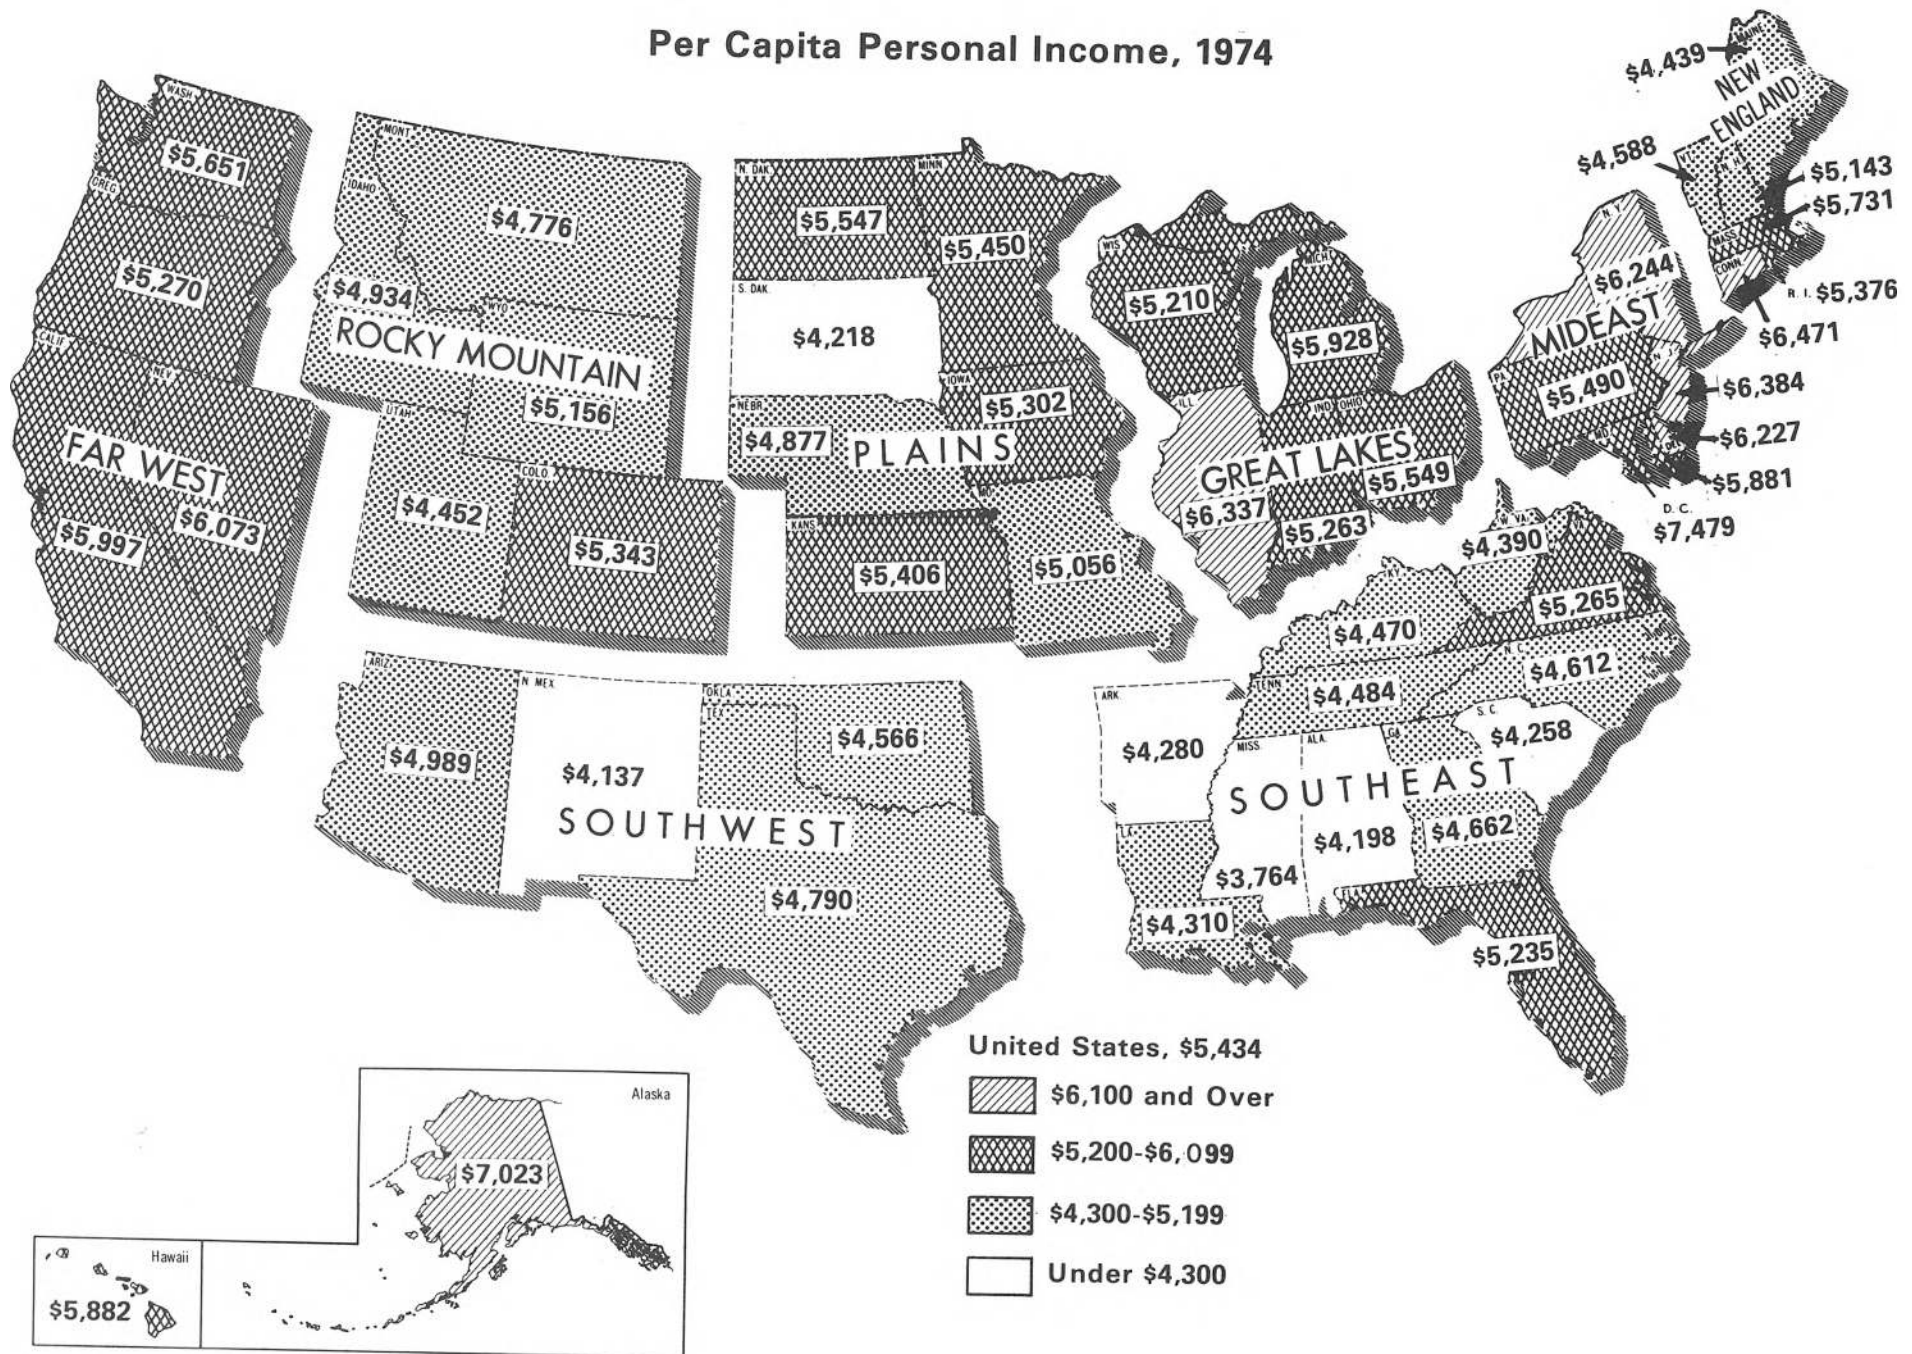 Per Capita Personal Income, 1974
WASH.
$5,651
OREG.
$5,270
CALIF.
NEV.
FAR WEST
$5,997
$6,073
MONT.
$4,776
IDAHO
$4,934
WYO
ROCKY MOUNTAIN
$5,156
UTAH
$4,452
COLO.
$5,343
N. DAK.
$5,547
MINN
$5,450
S. DAK.
$4,218
NEBR.
$4,877
IOWA
$5,302
PLAINS
KANS.
$5,406
MO.
$5,056
WIS
$5,210
MICH.
$5,928
ILL
$6,337
IND.
$5,263
OHIO
$5,549
GREAT LAKES
MAINE
$4,439
NEW
ENGLAND
VT.
$4,588
N. H.
$5,143
MASS.
$5,731
CONN.
R. I. $5,376
$6,471
N. Y.
$6,244
MIDEAST
PA.
$5,490
N. J.
$6,384
DEL.
$6,227
MD.
$5,881
D. C.
$7,479
W. VA.
$4,390
VA.
$5,265
KY.
$4,470
N. C.
$4,612
TENN.
$4,484
ARK.
$4,280
S. C.
$4,258
MISS.
ALA.
GA.
SOUTHEAST
$4,662
$4,198
$3,764
LA.
$4,310
FLA.
$5,235
ARIZ.
$4,989
N. MEX.
$4,137
OKLA.
$4,566
TEX.
SOUTHWEST
$4,790
United States, $5,434
$6,100 and Over
$5,200-$6,099
$4,300-$5,199
Under $4,300
Alaska
$7,023
Hawaii
$5,882